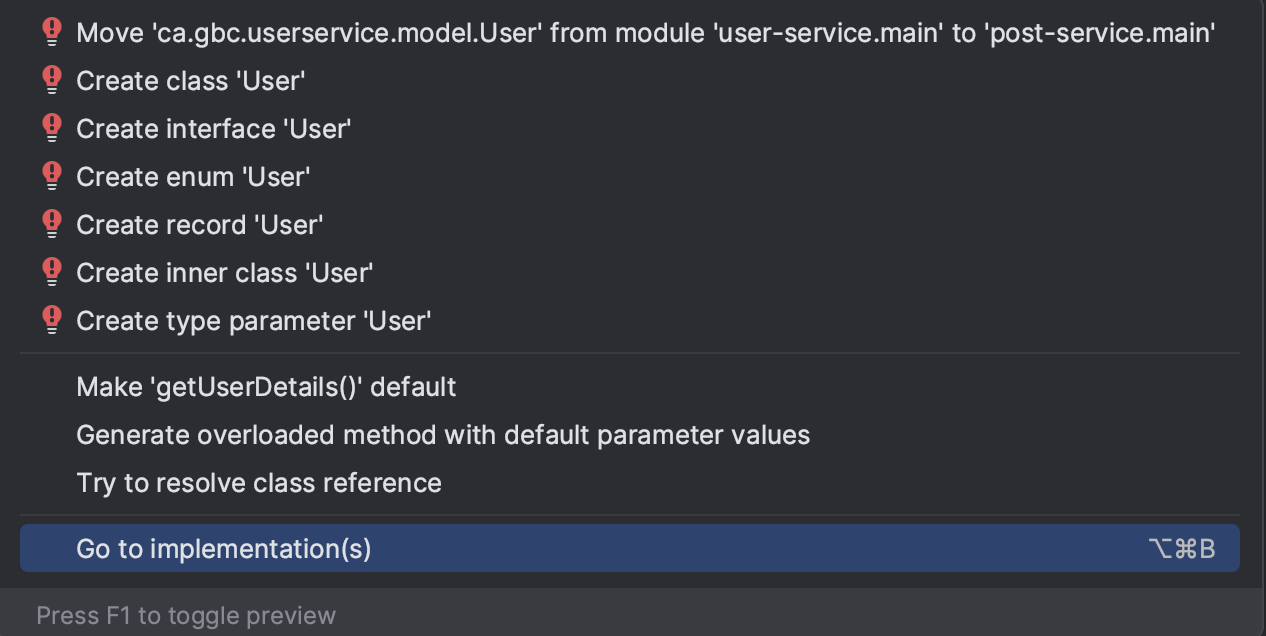 Move 'ca.gbc.userservice.model.User' from module 'user-service.main' to 'post-service.main'
Create class 'User'
Create interface 'User'
Create enum 'User'
Create record 'User'
Create inner class 'User'
Create type parameter 'User'
Make 'getUserDetails()' default
Generate overloaded method with default parameter values
Try to resolve class reference
Go to implementation(s) ⌥⌘B
Press F1 to toggle preview